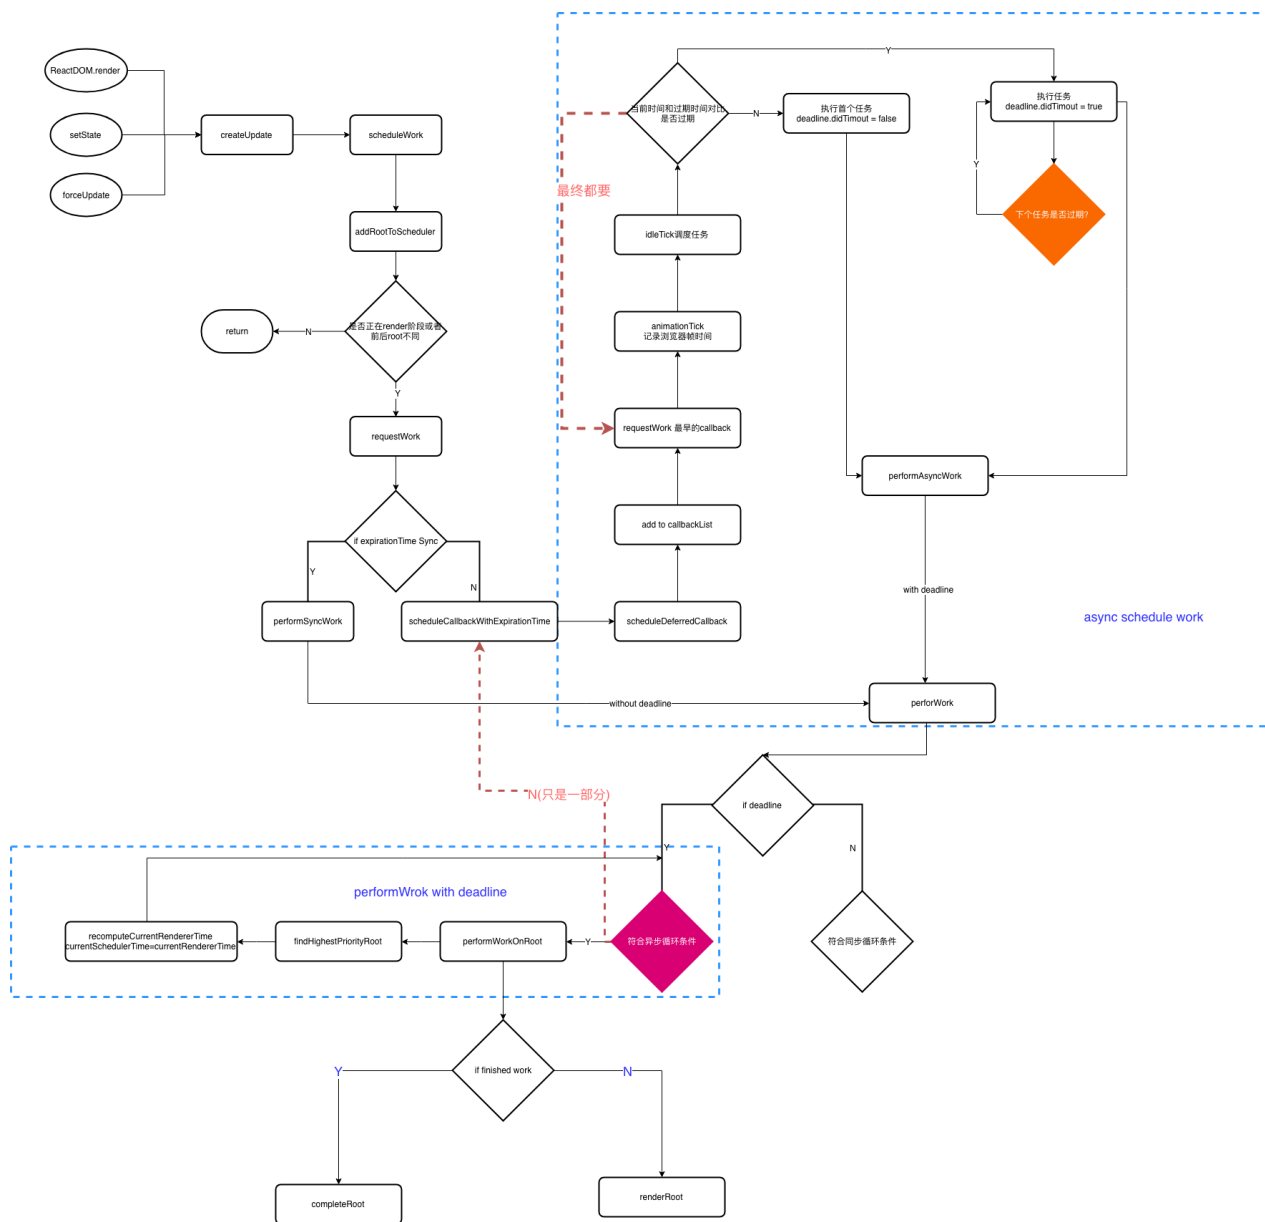 ReactDOM.render
setState
forceUpdate
createUpdate
scheduleWork
addRootToScheduler
是否正在render阶段或者
前后root不同
N
return
Y
requestWork
if expirationTime Sync
Y
N
performSyncWork
scheduleCallbackWithExpirationTime
scheduleDeferredCallback
add to callbackList
requestWork 最早的callback
animationTick
记录浏览器帧时间
idleTick调度任务
最终都要
当前时间和过期时间对比
是否过期
Y
N
执行首个任务
deadline.didTimout = false
执行任务
deadline.didTimout = true
Y
下个任务是否过期?
performAsyncWork
with deadline
async schedule work
without deadline
perforWork
if deadline
Y
N
N(只是一部分)
performWrok with deadline
recomputeCurrentRendererTime
currentSchedulerTime=currentRendererTime
findHighestPriorityRoot
performWorkOnRoot
Y
符合异步循环条件
符合同步循环条件
if finished work
Y
N
completeRoot
renderRoot